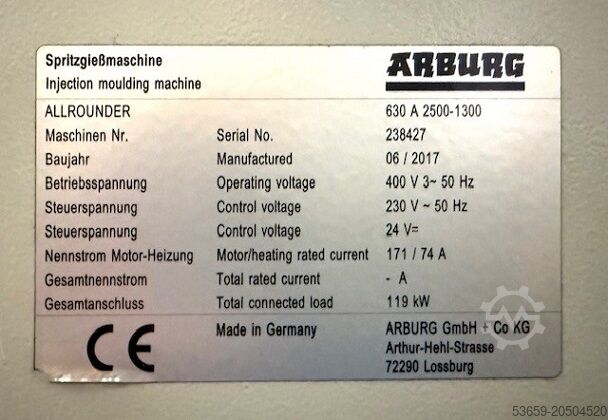 Spritzgießmaschine ARBURG
Injection moulding machine
ALLROUNDER 630 A 2500-1300
Maschinen Nr. Serial No. 238427
Baujahr Manufactured 06 / 2017
Betriebsspannung Operating voltage 400 V 3~ 50 Hz
Steuerspannung Control voltage 230 V ~ 50 Hz
Steuerspannung Control voltage 24 V=
Nennstrom Motor-Heizung Motor/heating rated current 171 / 74 A
Gesamtnennstrom Total rated current - A
Gesamtanschluss Total connected load 119 kW
CE Made in Germany ARBURG GmbH + Co KG
Arthur-Hehl-Strasse
72290 Lossburg
53659-20504520